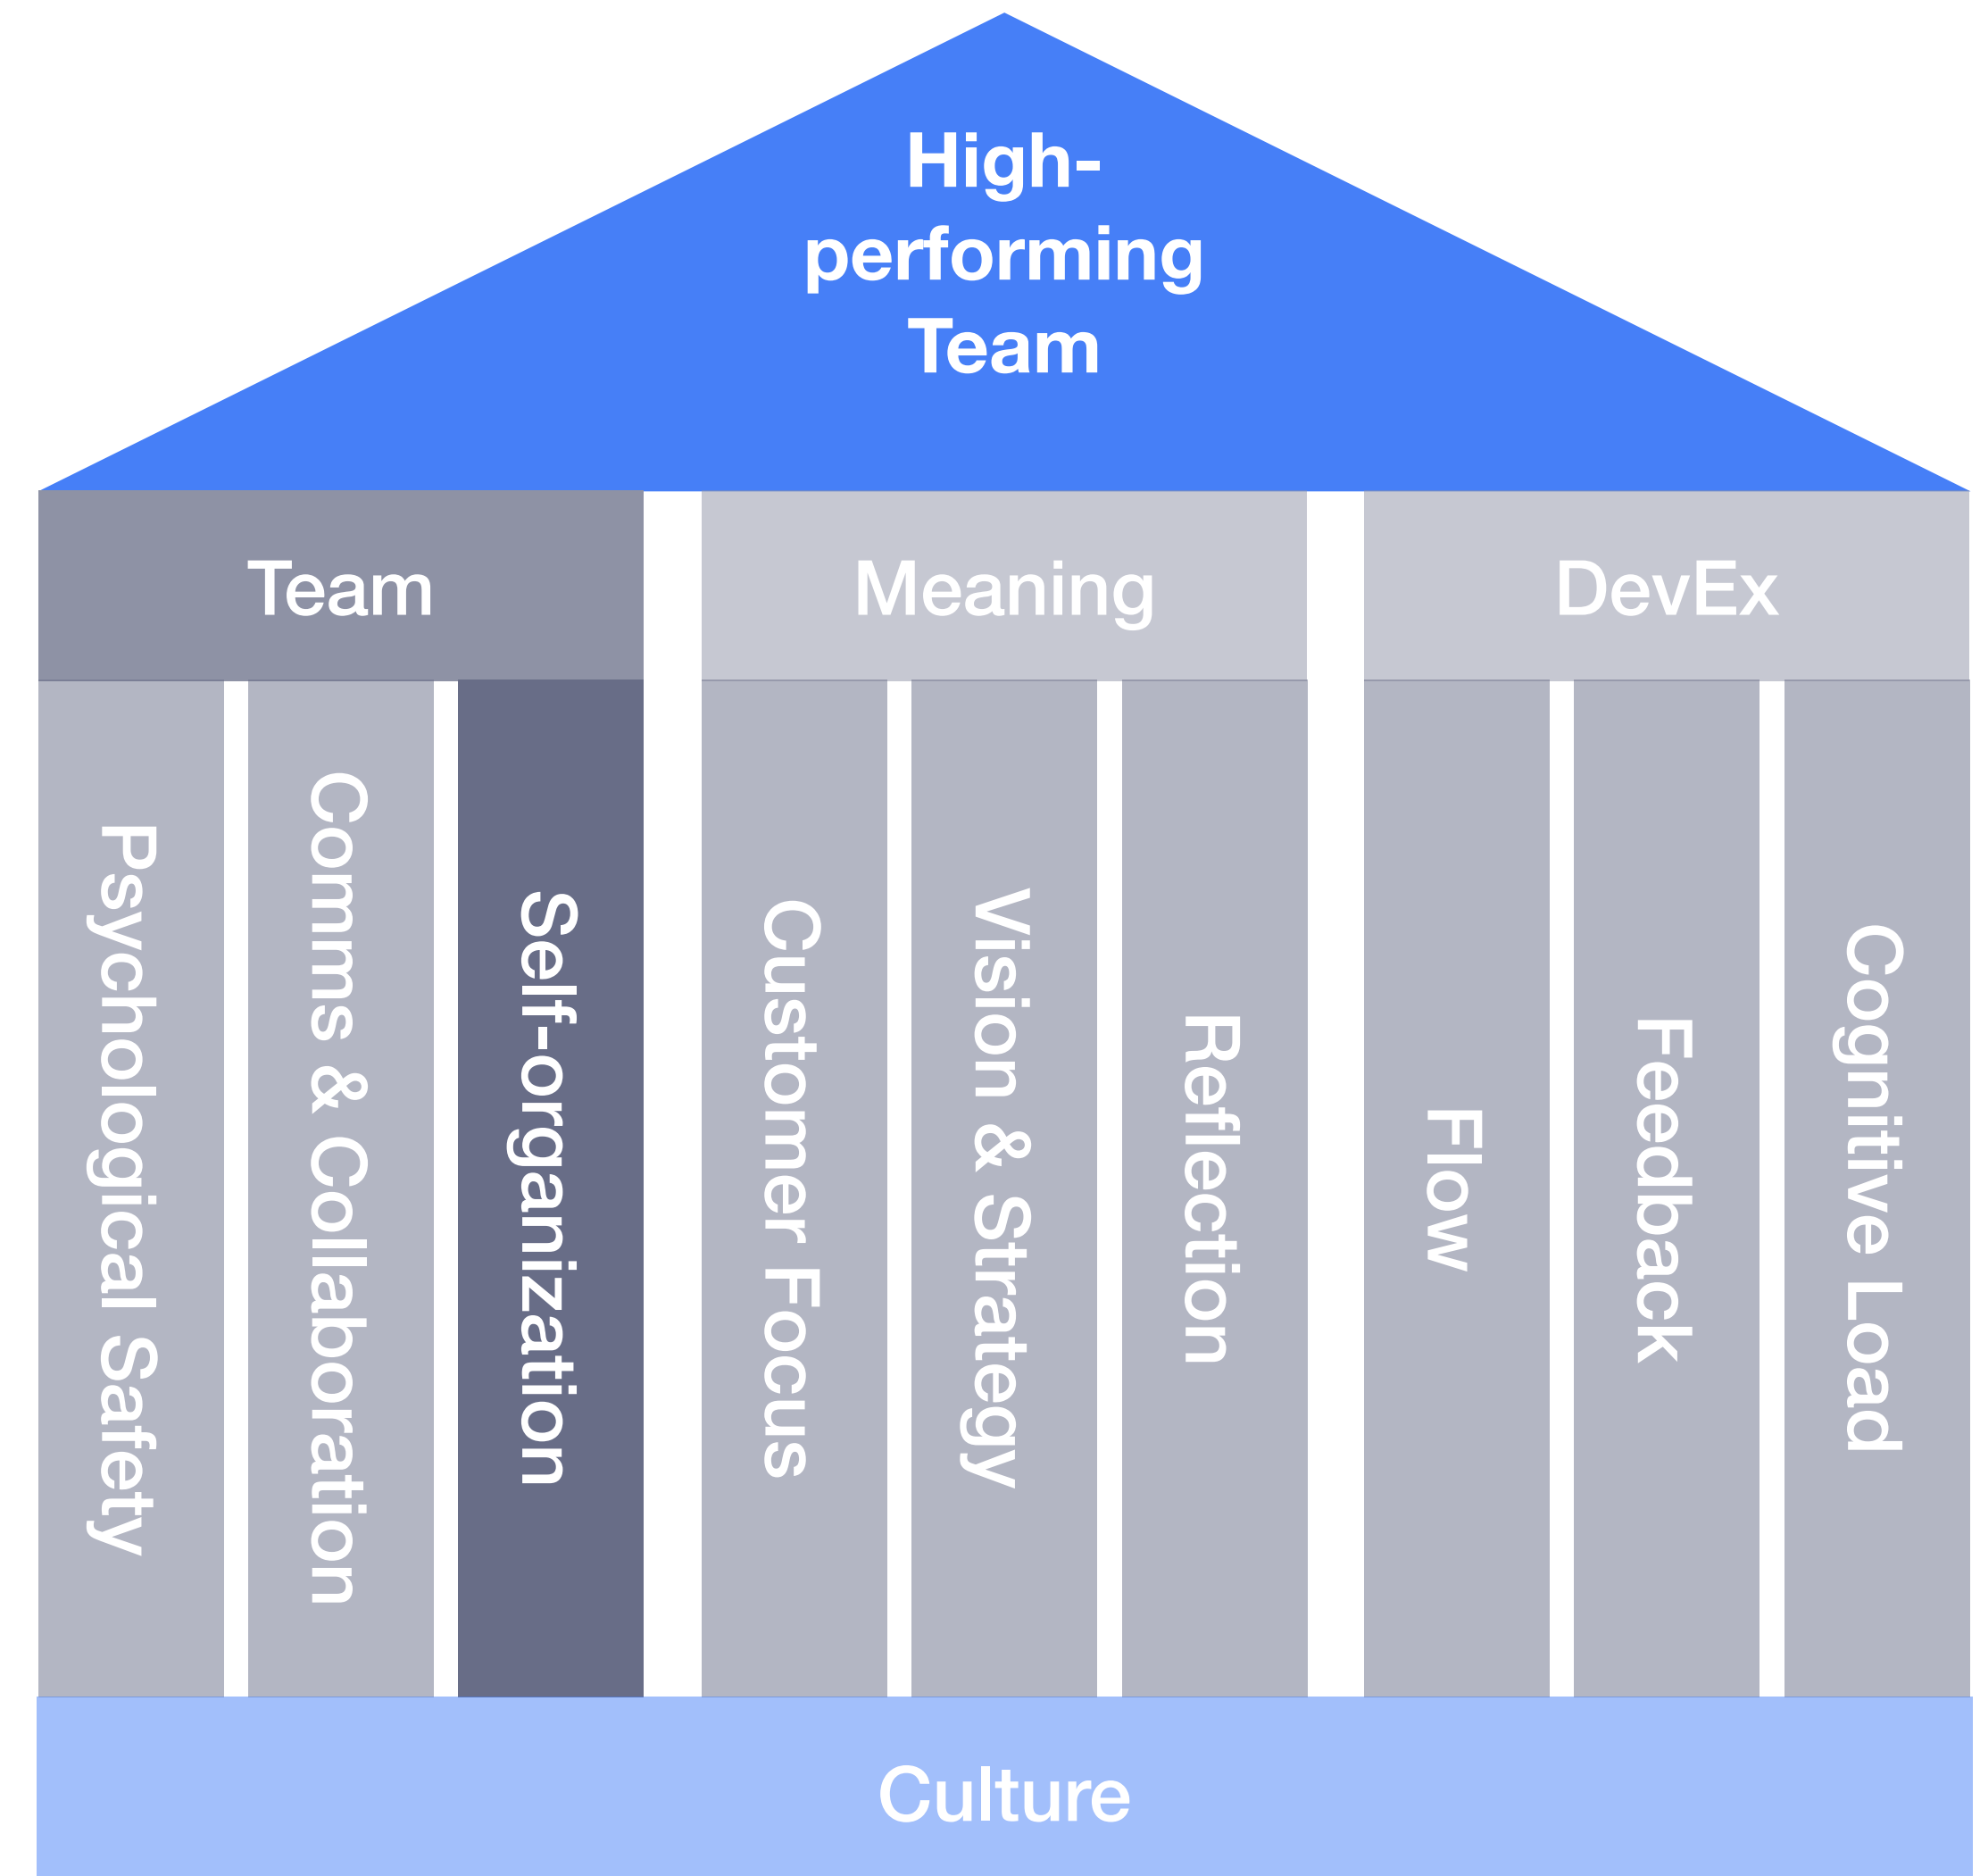 High-
performing
Team
Team
Meaning
DevEx
Psychological Safety
Comms & Collaboration
Self-organization
Customer Focus
Vision & Strategy
Reflection
Flow
Feedback
Cognitive Load
Culture